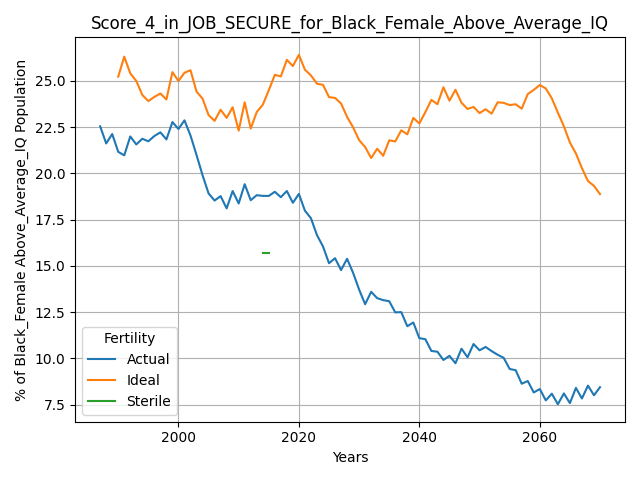 Score_4_in_JOB_SECURE_for_Black_Female_Above_Average_IQ
% of Black_Female Above_Average_IQ Population
25.0
22.5
20.0
17.5
15.0
12.5
10.0
7.5
Fertility
Actual
Ideal
Sterile
2000
2020
2040
2060
Years